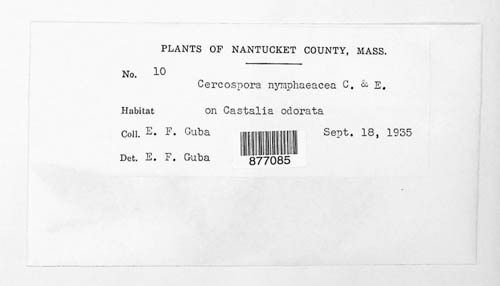 PLANTS OF NANTUCKET COUNTY, MASS.
No. 10
Cercospora nymphaeacea C. & E.
Habitat on Castalia odorata
Coll. E. F. Guba Sept. 18, 1935
Det. E. F. Guba
877085